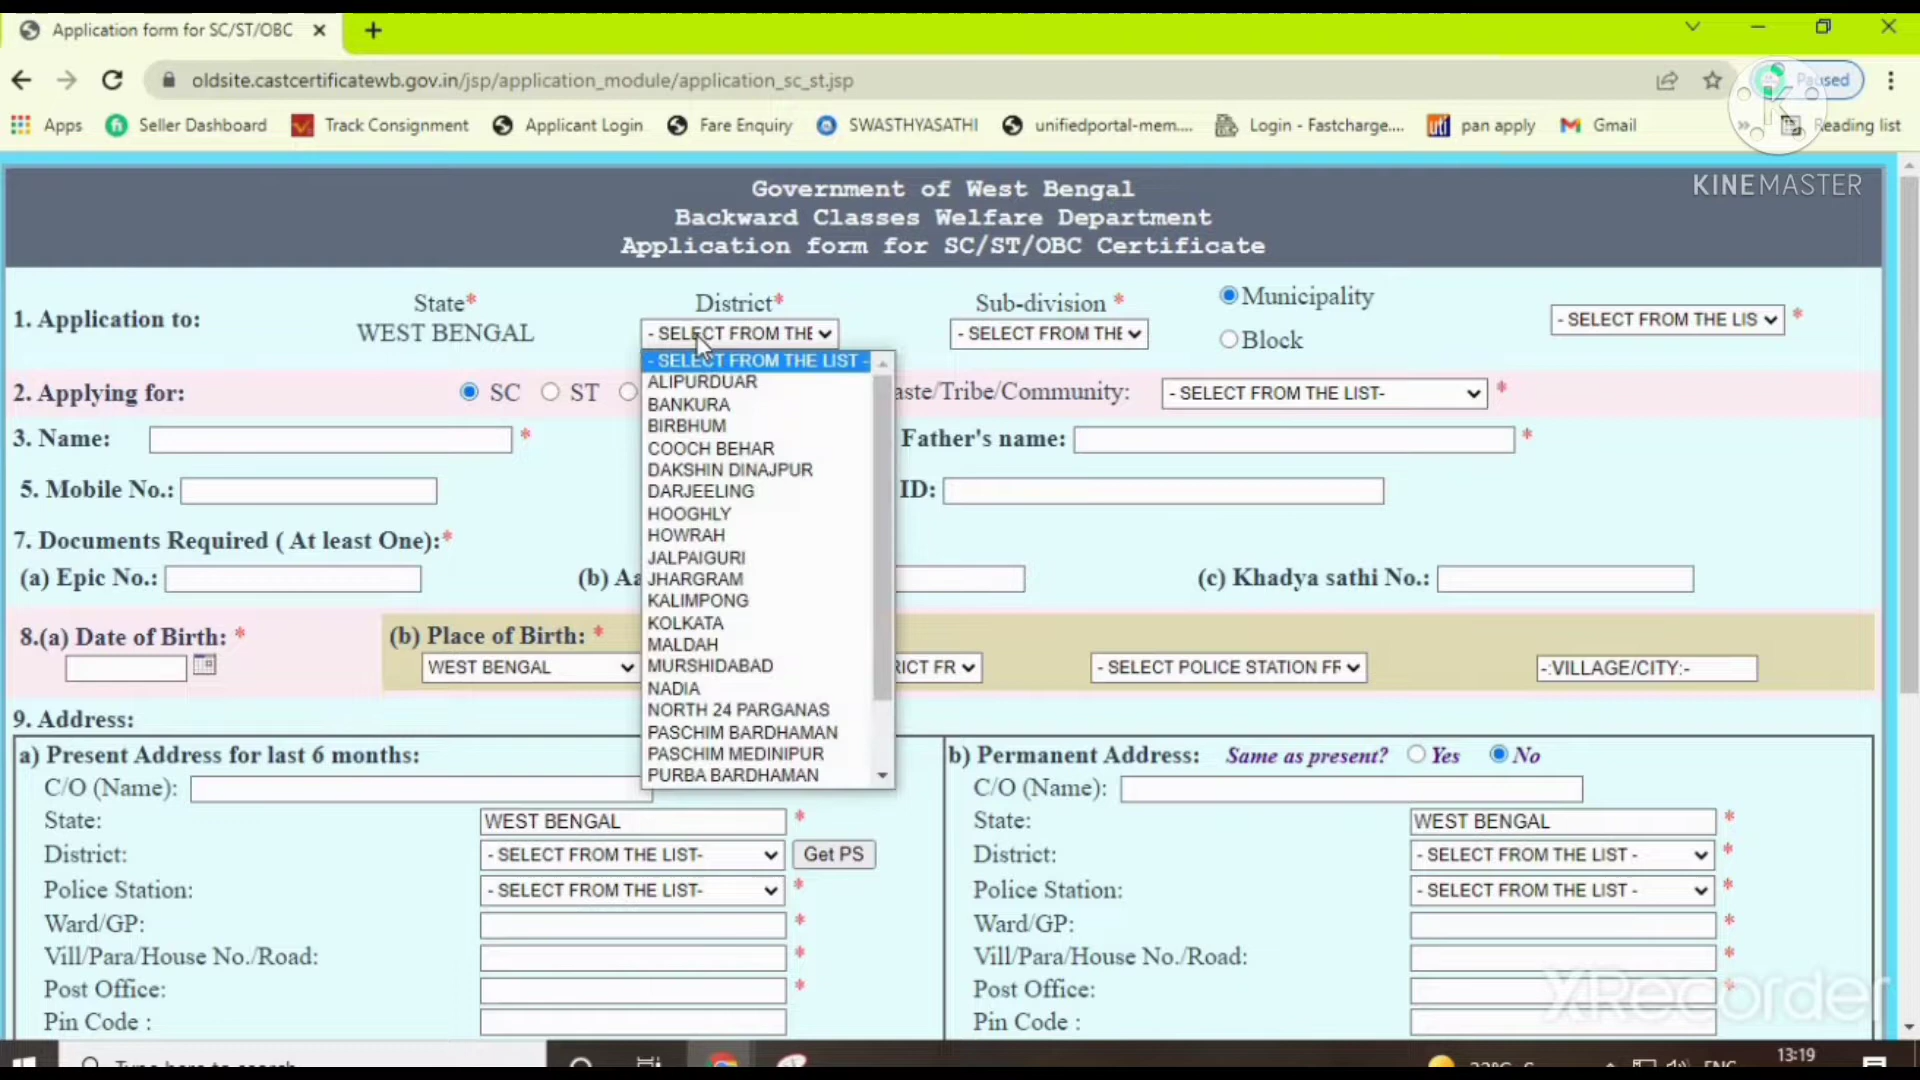 Application form for SC/ST/OBC
oldsite.castcertificatewb.gov.in/jsp/application_module/application_sc_st.jsp
Paused
Apps Seller Dashboard Track Consignment Applicant Login Fare Enquiry SWASTHYASATHI unifiedportal-mem.... Login - Fastcharge.... uti pan apply Gmail » Reading list
KINEMASTER
Government of West Bengal
Backward Classes Welfare Department
Application form for SC/ST/OBC Certificate
1. Application to:
State*
WEST BENGAL
District*
- SELECT FROM THE
Sub-division *
- SELECT FROM THE
Municipality
Block
- SELECT FROM THE LIS *
- SELECT FROM THE LIST -
ALIPURDUAR
BANKURA
BIRBHUM
COOCH BEHAR
DAKSHIN DINAJPUR
DARJEELING
HOOGHLY
HOWRAH
JALPAIGURI
JHARGRAM
KALIMPONG
KOLKATA
MALDAH
MURSHIDABAD
NADIA
NORTH 24 PARGANAS
PASCHIM BARDHAMAN
PASCHIM MEDINIPUR
PURBA BARDHAMAN
2. Applying for: SC ST aste/Tribe/Community: - SELECT FROM THE LIST- *
3. Name: * Father's name: *
5. Mobile No.: ID:
7. Documents Required ( At least One):*
(a) Epic No.: (b) Aa (c) Khadya sathi No.:
8.(a) Date of Birth: * (b) Place of Birth: *
WEST BENGAL RICT FR - SELECT POLICE STATION FR -:VILLAGE/CITY:-
9. Address:
a) Present Address for last 6 months:
C/O (Name):
State: WEST BENGAL *
District: - SELECT FROM THE LIST- Get PS
Police Station: - SELECT FROM THE LIST- *
Ward/GP: *
Vill/Para/House No./Road: *
Post Office: *
Pin Code :
b) Permanent Address: Same as present? Yes No
C/O (Name):
State: WEST BENGAL *
District: - SELECT FROM THE LIST - *
Police Station: - SELECT FROM THE LIST - *
Ward/GP: *
Vill/Para/House No./Road: *
Post Office: *
Pin Code :
XRecorder
13:19